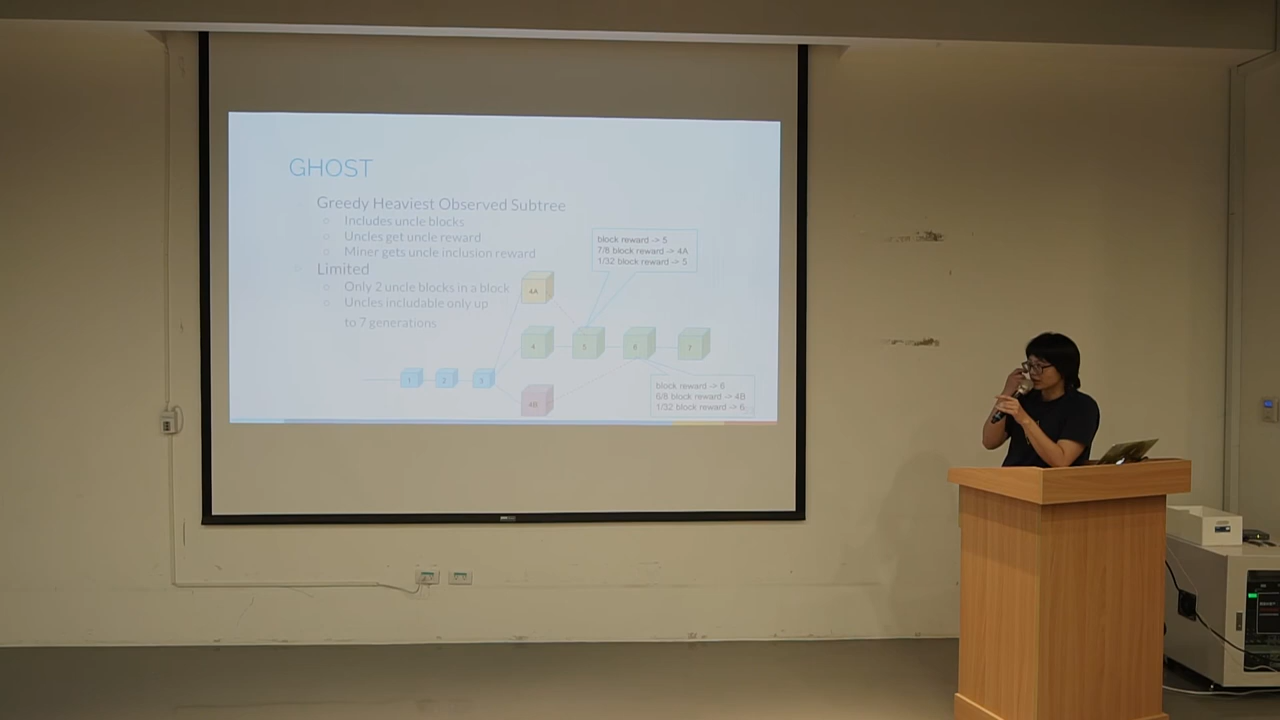 GHOST
Greedy Heaviest Observed Subtree
Includes uncle blocks
Uncles get uncle reward
Miner gets uncle inclusion reward
Limited
Only 2 uncle blocks in a block
Uncles includable only up
to 7 generations
block reward -> 5
7/8 block reward -> 4A
1/32 block reward -> 5
4A
4
5
6
7
1
2
3
4B
block reward -> 6
6/8 block reward -> 4B
1/32 block reward -> 6